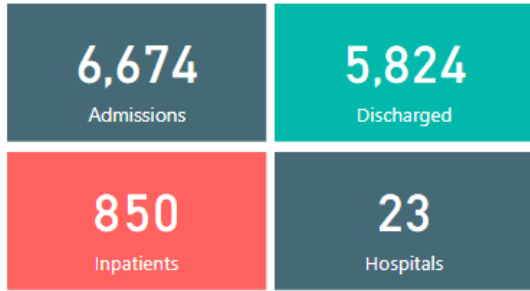 6,674
Admissions
5,824
Discharged
850
Inpatients
23
Hospitals